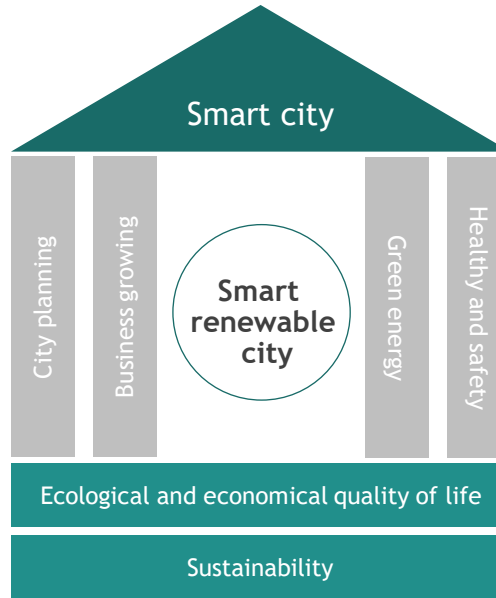 Smart city
City planning
Business growing
Smart
renewable
city
Green energy
Healthy and safety
Ecological and economical quality of life
Sustainability